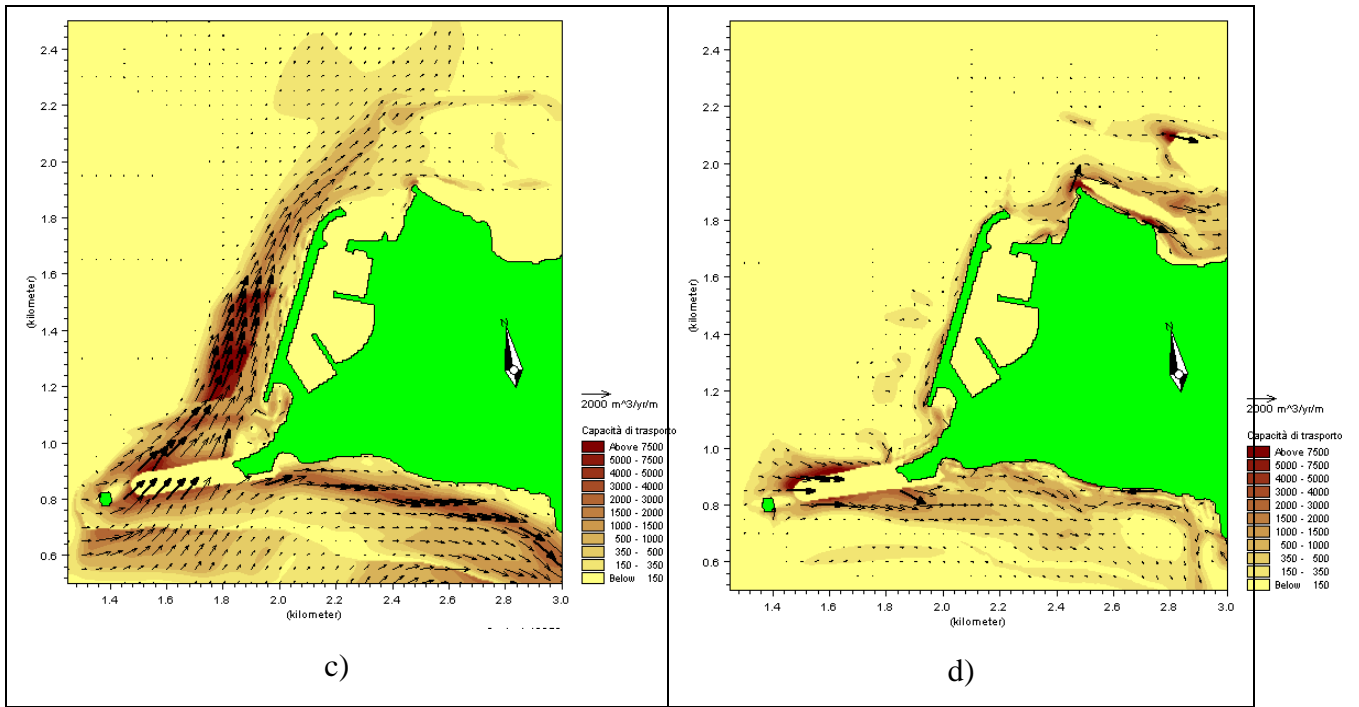 2.4
2.2
2.0
1.8
1.6
1.4
1.2
1.0
0.8
0.6
(kilometer)
1.4 1.6 1.8 2.0 2.2 2.4 2.6 2.8 3.0
(kilometer)
N
2000 m^3/yr/m
Capacità di trasporto
Above 7500
5000 - 7500
4000 - 5000
3000 - 4000
2000 - 3000
1500 - 2000
1000 - 1500
500 - 1000
350 - 500
150 - 350
Below 150
c)
2.4
2.2
2.0
1.8
1.6
1.4
1.2
1.0
0.8
0.6
(kilometer)
1.4 1.6 1.8 2.0 2.2 2.4 2.6 2.8 3.0
(kilometer)
N
2000 m^3/yr/m
Capacità di trasporto
Above 7500
5000 - 7500
4000 - 5000
3000 - 4000
2000 - 3000
1500 - 2000
1000 - 1500
500 - 1000
350 - 500
150 - 350
Below 150
d)